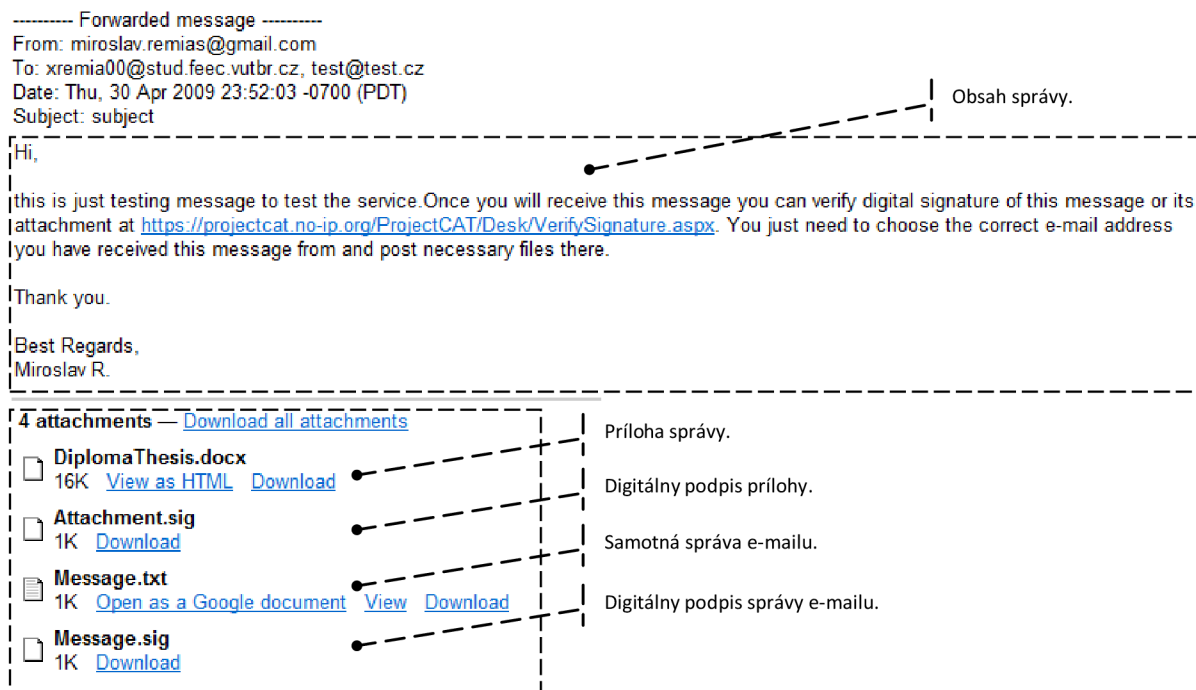 ---------- Forwarded message ----------
From: miroslav.remias@gmail.com
To: xremia00@stud.feec.vutbr.cz, test@test.cz
Date: Thu, 30 Apr 2009 23:52:03 -0700 (PDT)
Subject: subject
Obsah správy.
Hi,
this is just testing message to test the service.Once you will receive this message you can verify digital signature of this message or its
attachment at https://projectcat.no-ip.org/ProjectCAT/Desk/VerifySignature.aspx. You just need to choose the correct e-mail address
you have received this message from and post necessary files there.
Thank you.
Best Regards,
Miroslav R.
4 attachments — Download all attachments
Príloha správy.
DiplomaThesis.docx
16K View as HTML Download
Digitálny podpis prílohy.
Attachment.sig
1K Download
Samotná správa e-mailu.
Message.txt
1K Open as a Google document View Download
Digitálny podpis správy e-mailu.
Message.sig
1K Download